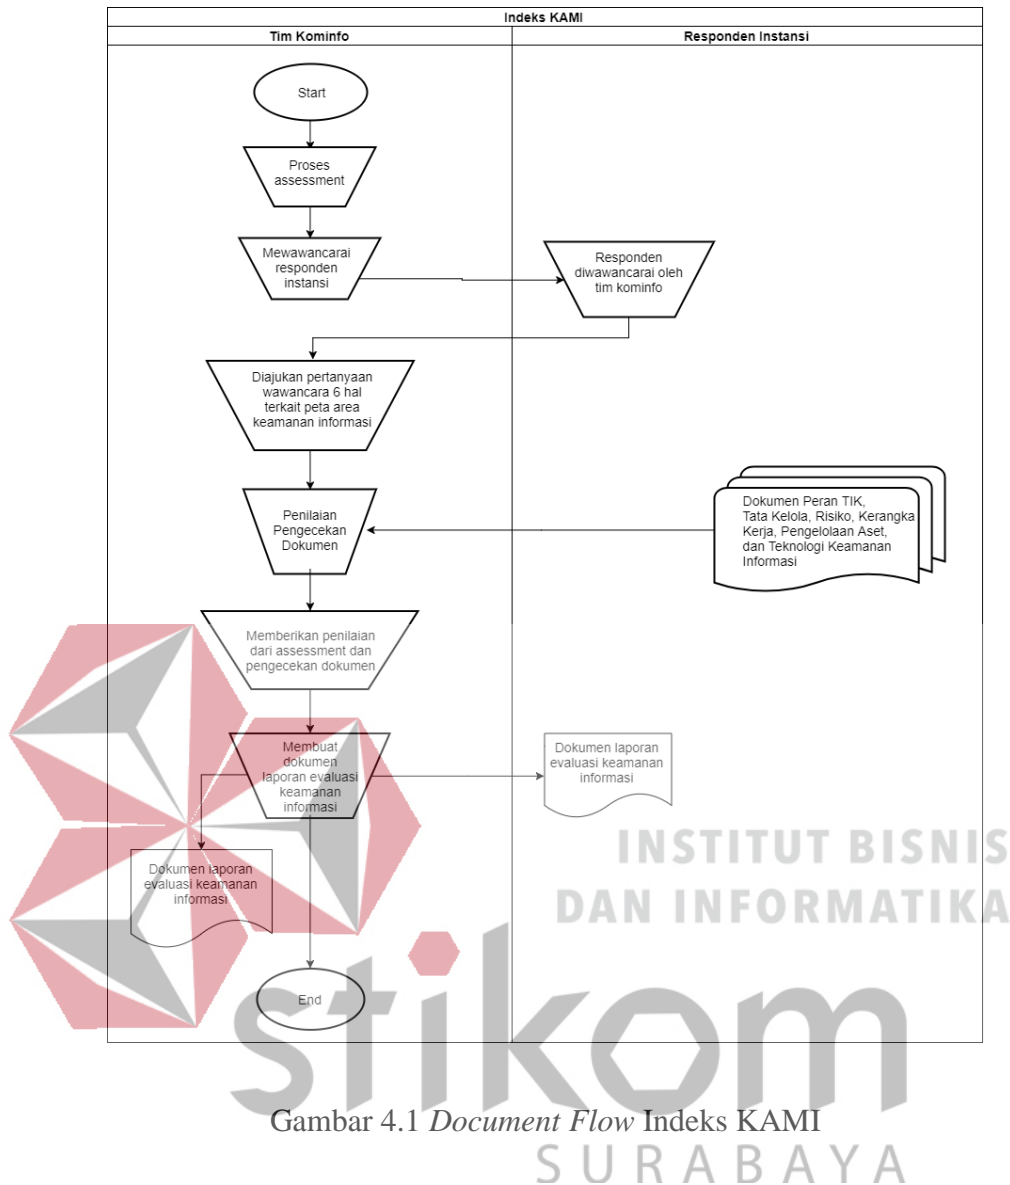 Indeks KAMI
Tim Kominfo
Responden Instansi
Start
Proses
assessment
Mewawancarai
responden
instansi
Responden
diwawancarai oleh
tim kominfo
Diajukan pertanyaan
wawancara 6 hal
terkait peta area
keamanan informasi
Penilaian
Pengecekan
Dokumen
Dokumen Peran TIK,
Tata Kelola, Risiko, Kerangka
Kerja, Pengelolaan Aset,
dan Teknologi Keamanan
Informasi
Memberikan penilaian
dari assessment dan
pengecekan dokumen
Membuat
dokumen
laporan evaluasi
keamanan
informasi
Dokumen laporan
evaluasi keamanan
informasi
Dokumen laporan
evaluasi keamanan
informasi
End
INSTITUT BISNIS
DAN INFORMATIKA
stikom
SURABAYA
Gambar 4.1 Document Flow Indeks KAMI